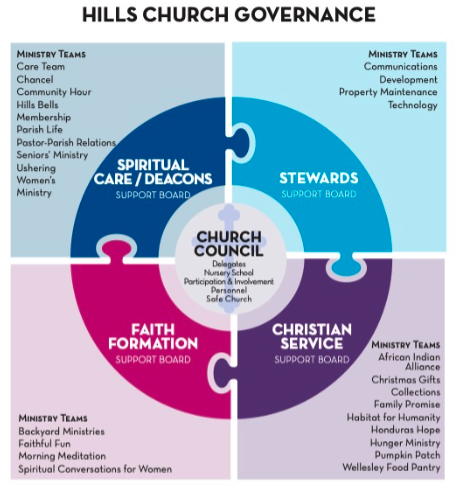 HILLS CHURCH GOVERNANCE
MINISTRY TEAMS
Care Team
Chancel
Community Hour
Hills Bells
Membership
Parish Life
Pastor-Parish Relations
Seniors' Ministry
Ushering
Women's
Ministry
SPIRITUAL
CARE / DEACONS
SUPPORT BOARD
MINISTRY TEAMS
Communications
Development
Property Maintenance
Technology
STEWARDS
SUPPORT BOARD
CHURCH
COUNCIL
Delegates
Nursery School
Participation & Involvement
Personnel
Safe Church
FAITH
FORMATION
SUPPORT BOARD
MINISTRY TEAMS
Backyard Ministries
Faithful Fun
Morning Meditation
Spiritual Conversations for Women
CHRISTIAN
SERVICE
SUPPORT BOARD
MINISTRY TEAMS
African Indian
Alliance
Christmas Gifts
Collections
Family Promise
Habitat for Humanity
Honduras Hope
Hunger Ministry
Pumpkin Patch
Wellesley Food Pantry